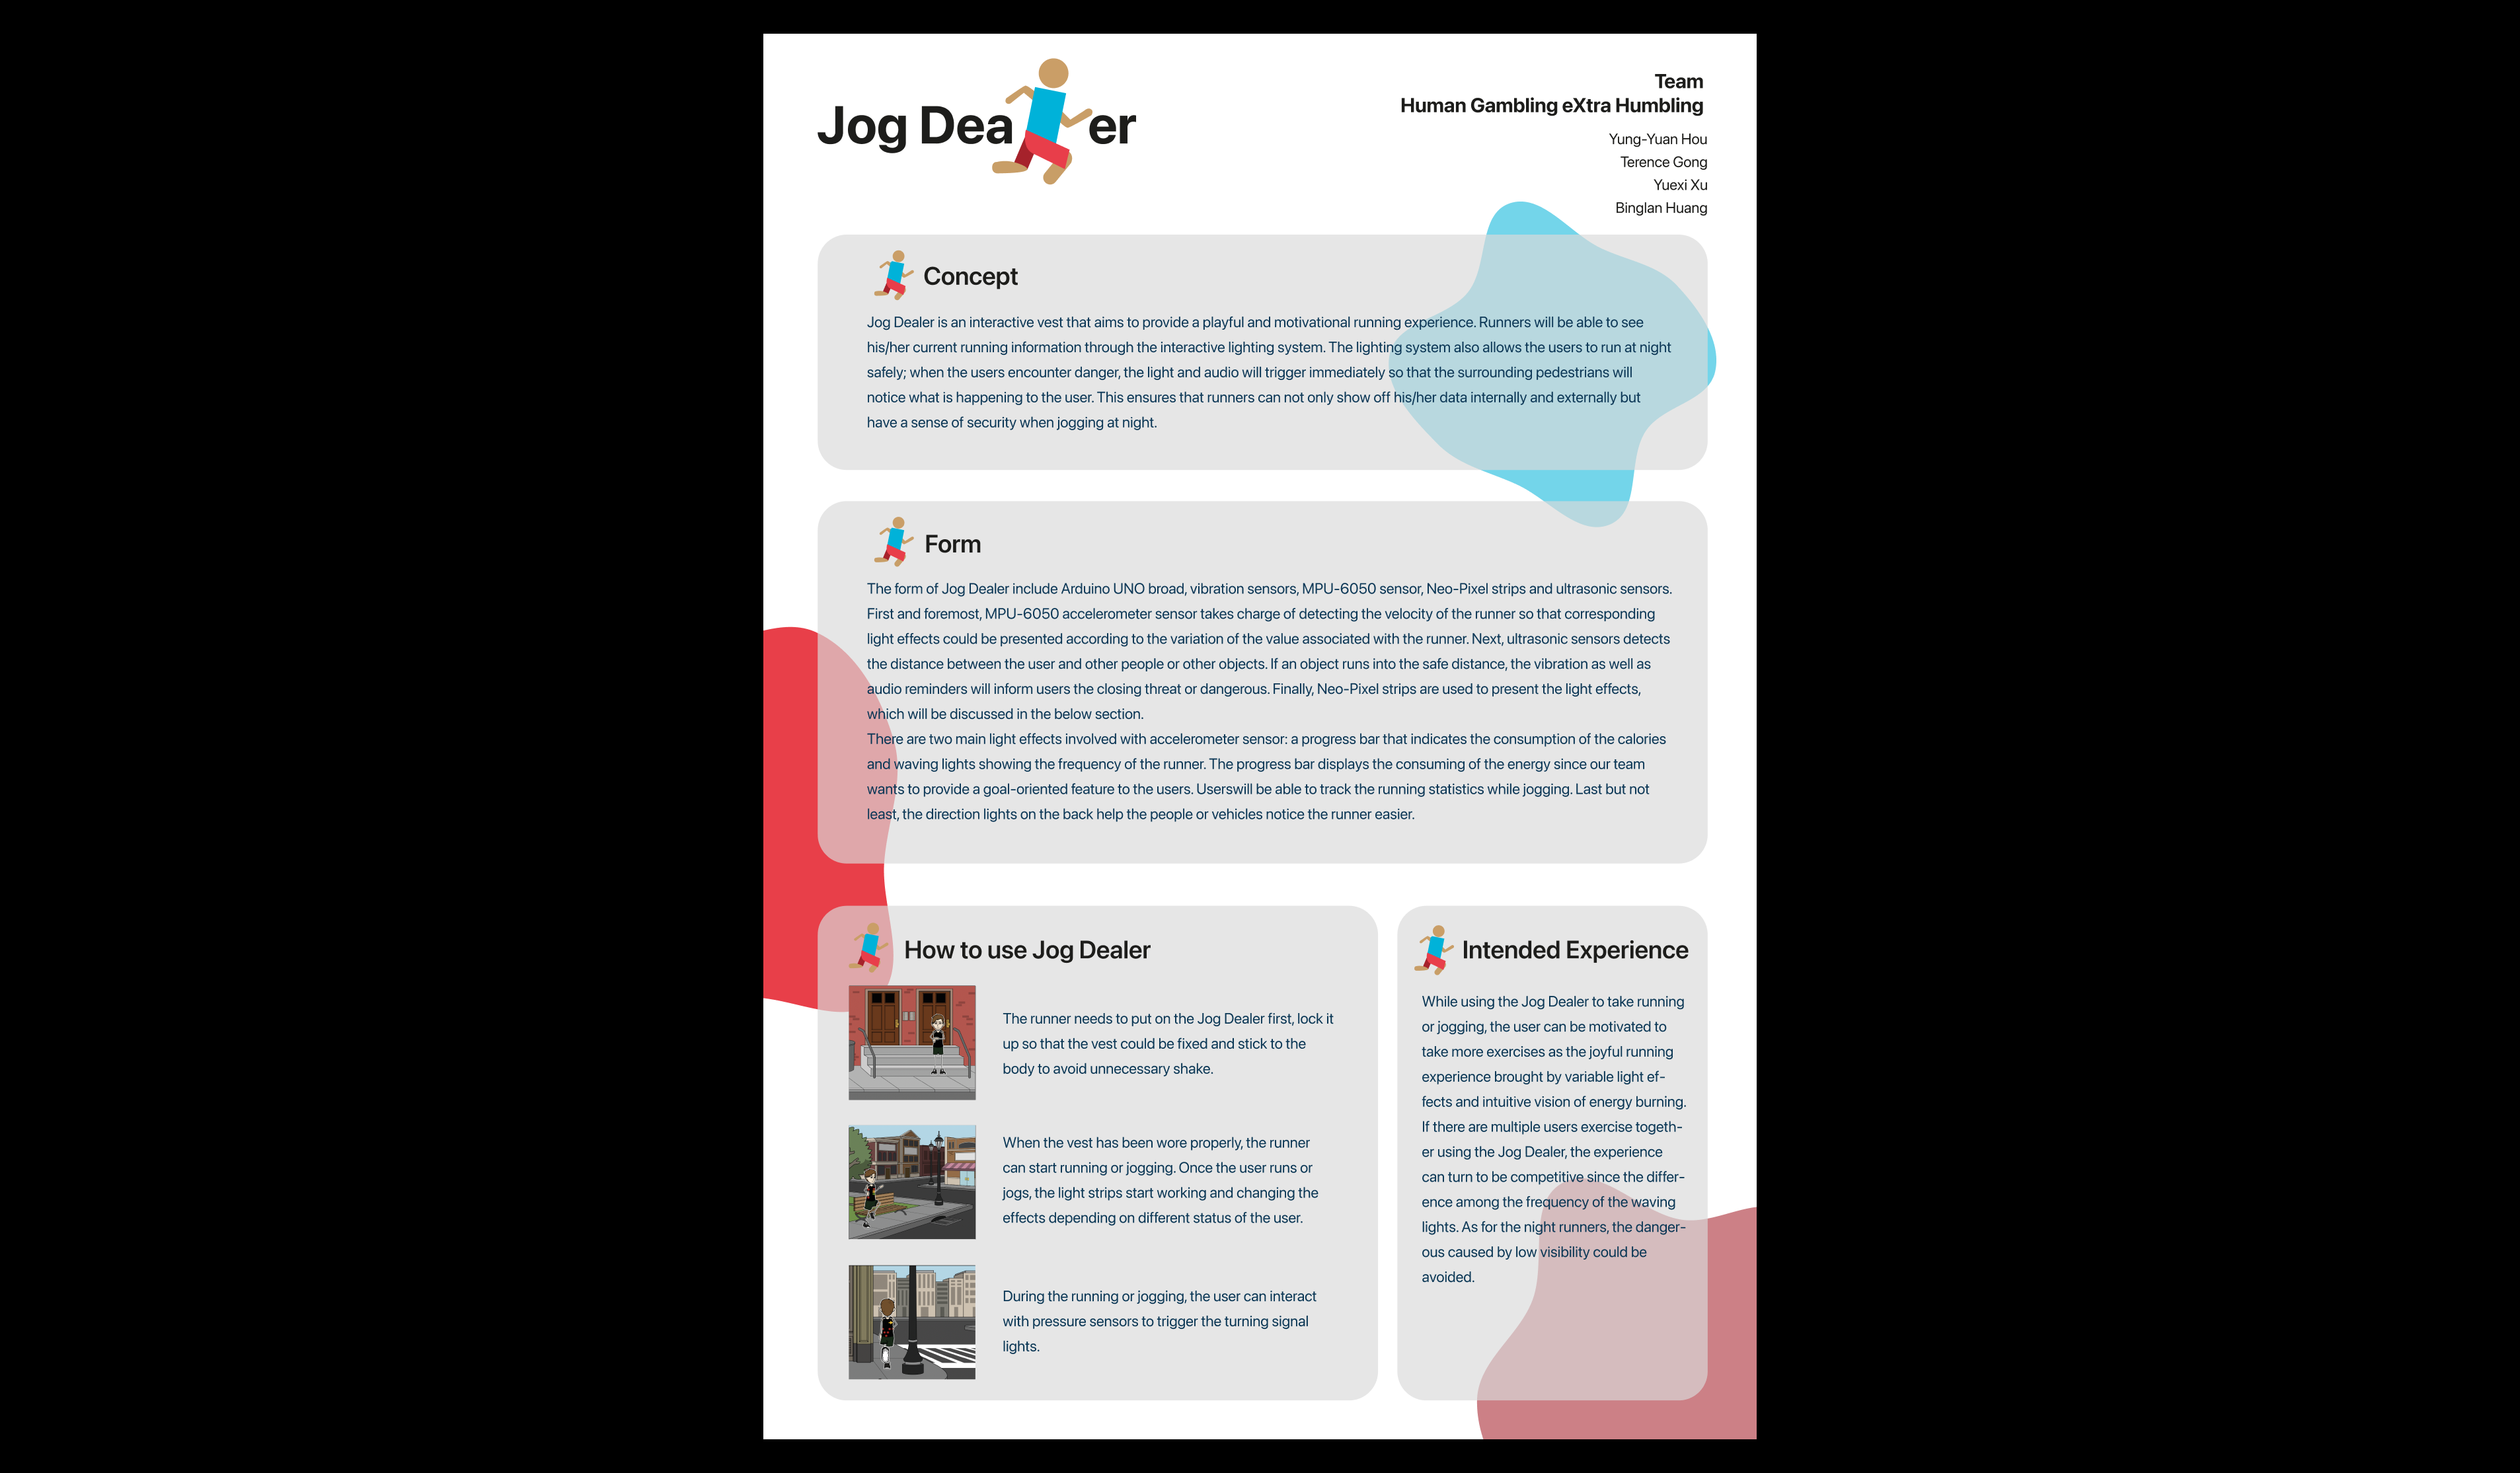 Jog Dea er
Team
Human Gambling eXtra Humbling
Yung-Yuan Hou
Terence Gong
Yuexi Xu
Binglan Huang
Concept
Jog Dealer is an interactive vest that aims to provide a playful and motivational running experience. Runners will be able to see
his/her current running information through the interactive lighting system. The lighting system also allows the users to run at night
safely; when the users encounter danger, the light and audio will trigger immediately so that the surrounding pedestrians will
notice what is happening to the user. This ensures that runners can not only show off his/her data internally and externally but
have a sense of security when jogging at night.
Form
The form of Jog Dealer include Arduino UNO broad, vibration sensors, MPU-6050 sensor, Neo-Pixel strips and ultrasonic sensors.
First and foremost, MPU-6050 accelerometer sensor takes charge of detecting the velocity of the runner so that corresponding
light effects could be presented according to the variation of the value associated with the runner. Next, ultrasonic sensors detects
the distance between the user and other people or other objects. If an object runs into the safe distance, the vibration as well as
audio reminders will inform users the closing threat or dangerous. Finally, Neo-Pixel strips are used to present the light effects,
which will be discussed in the below section.
There are two main light effects involved with accelerometer sensor: a progress bar that indicates the consumption of the calories
and waving lights showing the frequency of the runner. The progress bar displays the consuming of the energy since our team
wants to provide a goal-oriented feature to the users. Userswill be able to track the running statistics while jogging. Last but not
least, the direction lights on the back help the people or vehicles notice the runner easier.
How to use Jog Dealer
The runner needs to put on the Jog Dealer first, lock it
up so that the vest could be fixed and stick to the
body to avoid unnecessary shake.
When the vest has been wore properly, the runner
can start running or jogging. Once the user runs or
jogs, the light strips start working and changing the
effects depending on different status of the user.
During the running or jogging, the user can interact
with pressure sensors to trigger the turning signal
lights.
Intended Experience
While using the Jog Dealer to take running
or jogging, the user can be motivated to
take more exercises as the joyful running
experience brought by variable light ef-
fects and intuitive vision of energy burning.
If there are multiple users exercise togeth-
er using the Jog Dealer, the experience
can turn to be competitive since the differ-
ence among the frequency of the waving
lights. As for the night runners, the danger-
ous caused by low visibility could be
avoided.